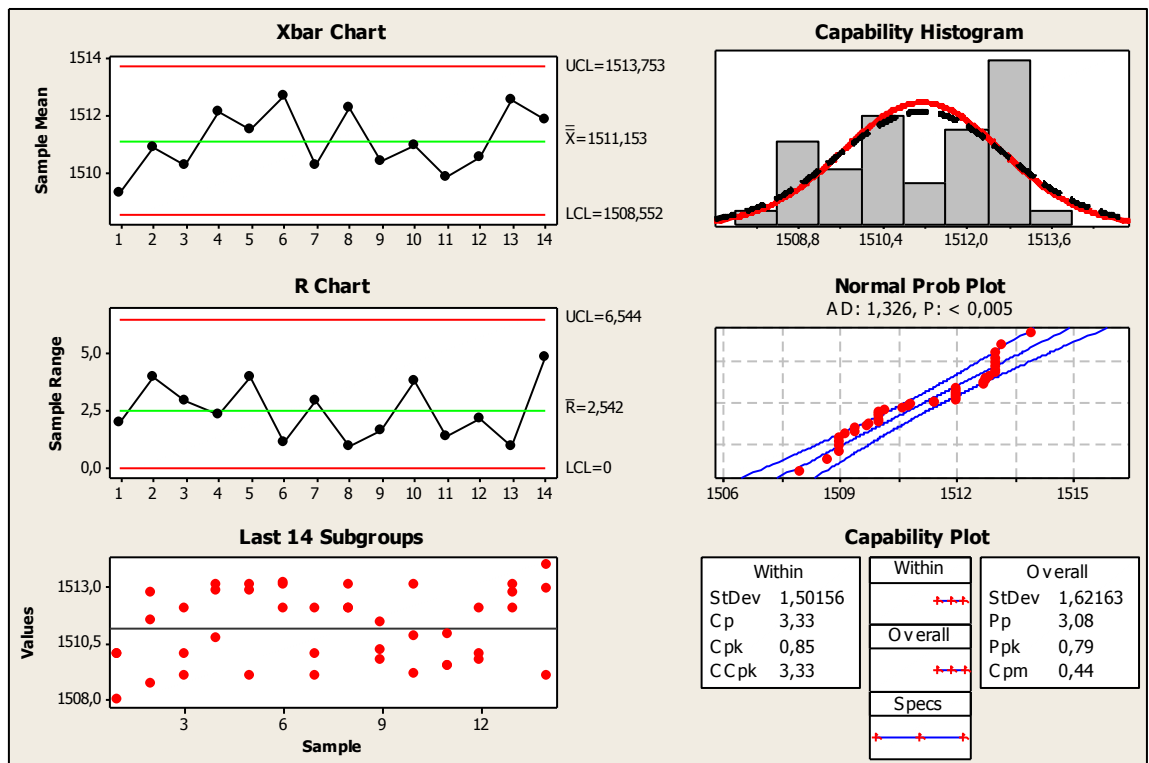 Xbar Chart
Sample Mean
1514
1512
1510
1 2 3 4 5 6 7 8 9 10 11 12 13 14
UCL=1513,753
X̿=1511,153
LCL=1508,552
R Chart
Sample Range
5,0
2,5
0,0
1 2 3 4 5 6 7 8 9 10 11 12 13 14
UCL=6,544
R̅=2,542
LCL=0
Last 14 Subgroups
Values
1513,0
1510,5
1508,0
3 6 9 12
Sample
Capability Histogram
1508,8 1510,4 1512,0 1513,6
Normal Prob Plot
AD: 1,326, P: < 0,005
1506 1509 1512 1515
Capability Plot
Within
StDev 1,50156
Cp 3,33
Cpk 0,85
CCpk 3,33
Within
Overall
Specs
Overall
StDev 1,62163
Pp 3,08
Ppk 0,79
Cpm 0,44